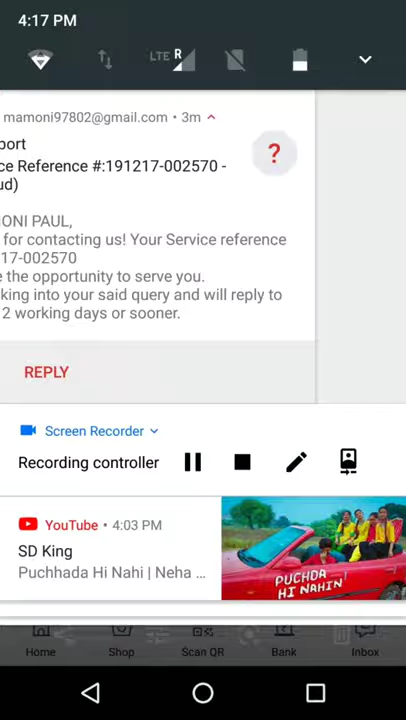 4:17 PM
LTE R
mamoni97802@gmail.com • 3m
port
ce Reference #:191217-002570 -
ud)
?
ONI PAUL,
for contacting us! Your Service reference
17-002570
e the opportunity to serve you.
king into your said query and will reply to
2 working days or sooner.
REPLY
Screen Recorder
Recording controller
YouTube • 4:03 PM
SD King
Puchhada Hi Nahi | Neha ...
PUCHDA
HI NAHIN
Home Shop Scan QR Bank Inbox